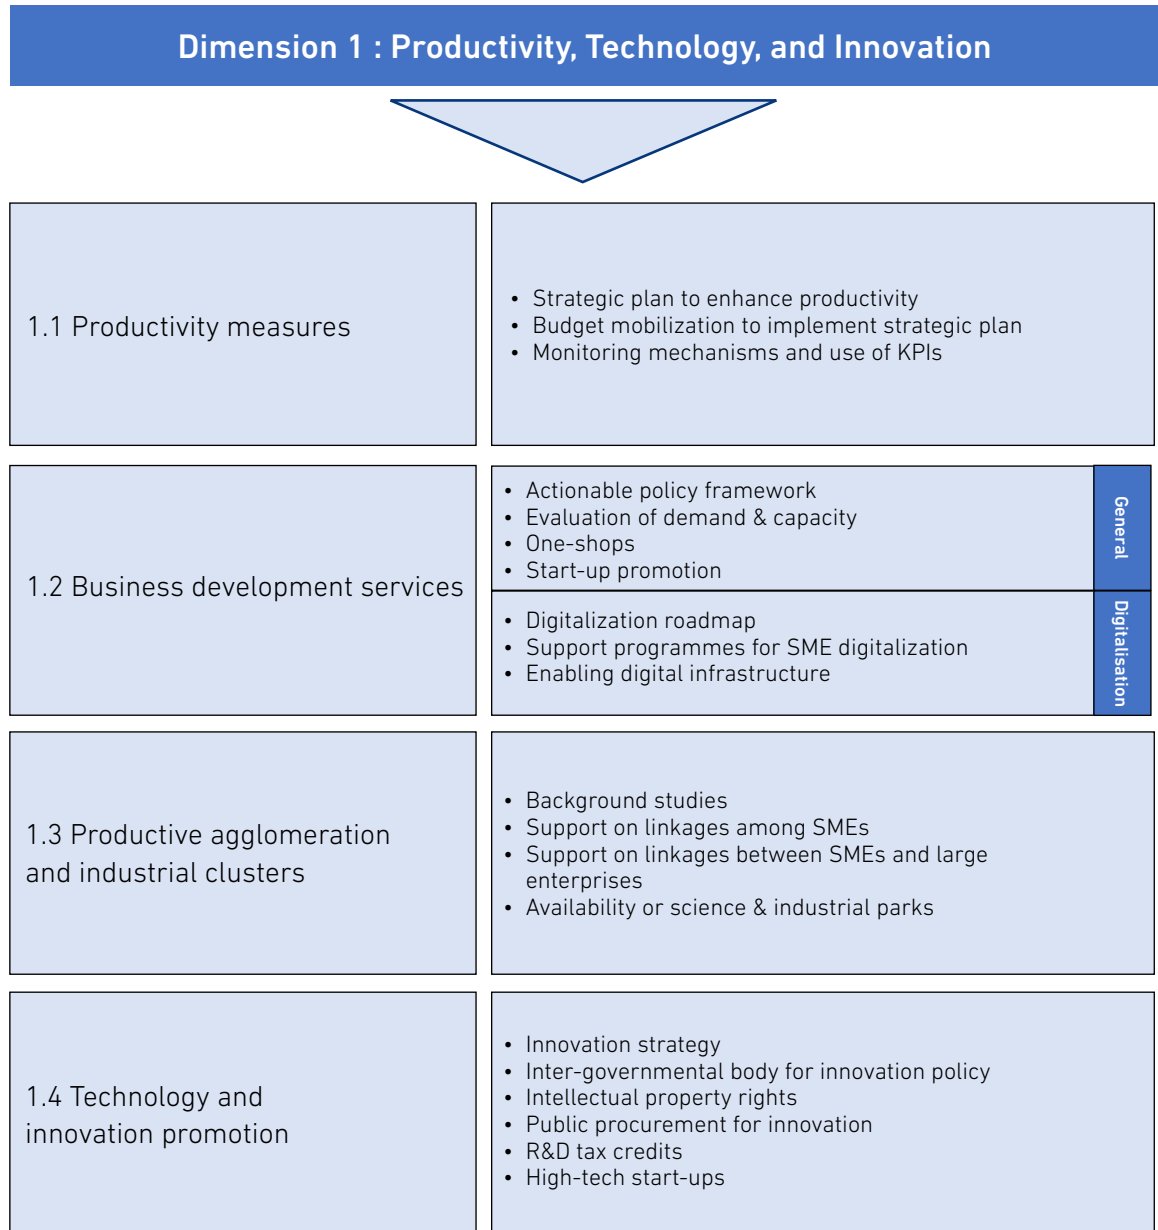 Dimension 1 : Productivity, Technology, and Innovation
1.1 Productivity measures
• Strategic plan to enhance productivity
• Budget mobilization to implement strategic plan
• Monitoring mechanisms and use of KPIs
1.2 Business development services
• Actionable policy framework
• Evaluation of demand & capacity
• One-shops
• Start-up promotion
General
• Digitalization roadmap
• Support programmes for SME digitalization
• Enabling digital infrastructure
Digitalisation
1.3 Productive agglomeration
and industrial clusters
• Background studies
• Support on linkages among SMEs
• Support on linkages between SMEs and large
enterprises
• Availability or science & industrial parks
1.4 Technology and
innovation promotion
• Innovation strategy
• Inter-governmental body for innovation policy
• Intellectual property rights
• Public procurement for innovation
• R&D tax credits
• High-tech start-ups